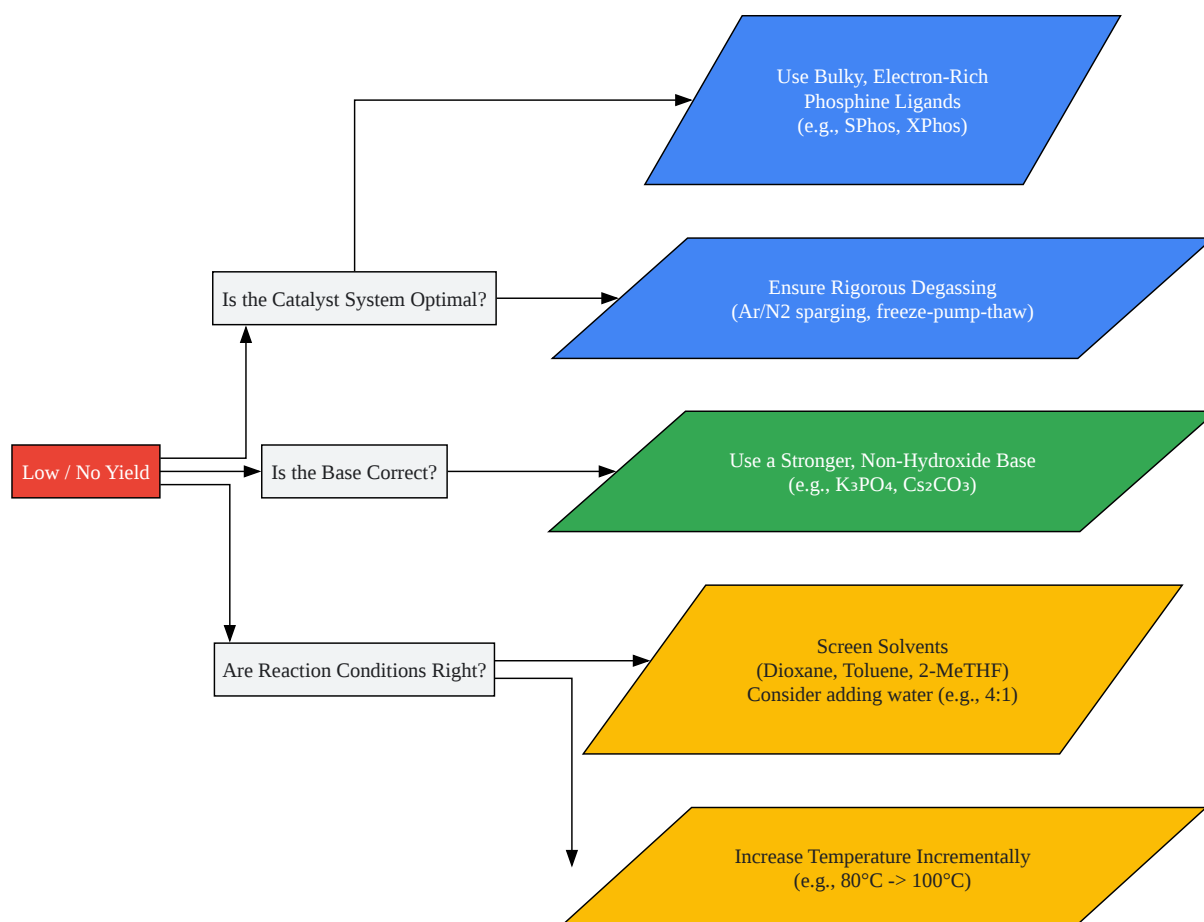 Use Bulky, Electron-Rich
Phosphine Ligands
(e.g., SPhos, XPhos)
Is the Catalyst System Optimal?
Ensure Rigorous Degassing
(Ar/N2 sparging, freeze-pump-thaw)
Low / No Yield
Is the Base Correct?
Use a Stronger, Non-Hydroxide Base
(e.g., K₃PO₄, Cs₂CO₃)
Are Reaction Conditions Right?
Screen Solvents
(Dioxane, Toluene, 2-MeTHF)
Consider adding water (e.g., 4:1)
Increase Temperature Incrementally
(e.g., 80°C -> 100°C)